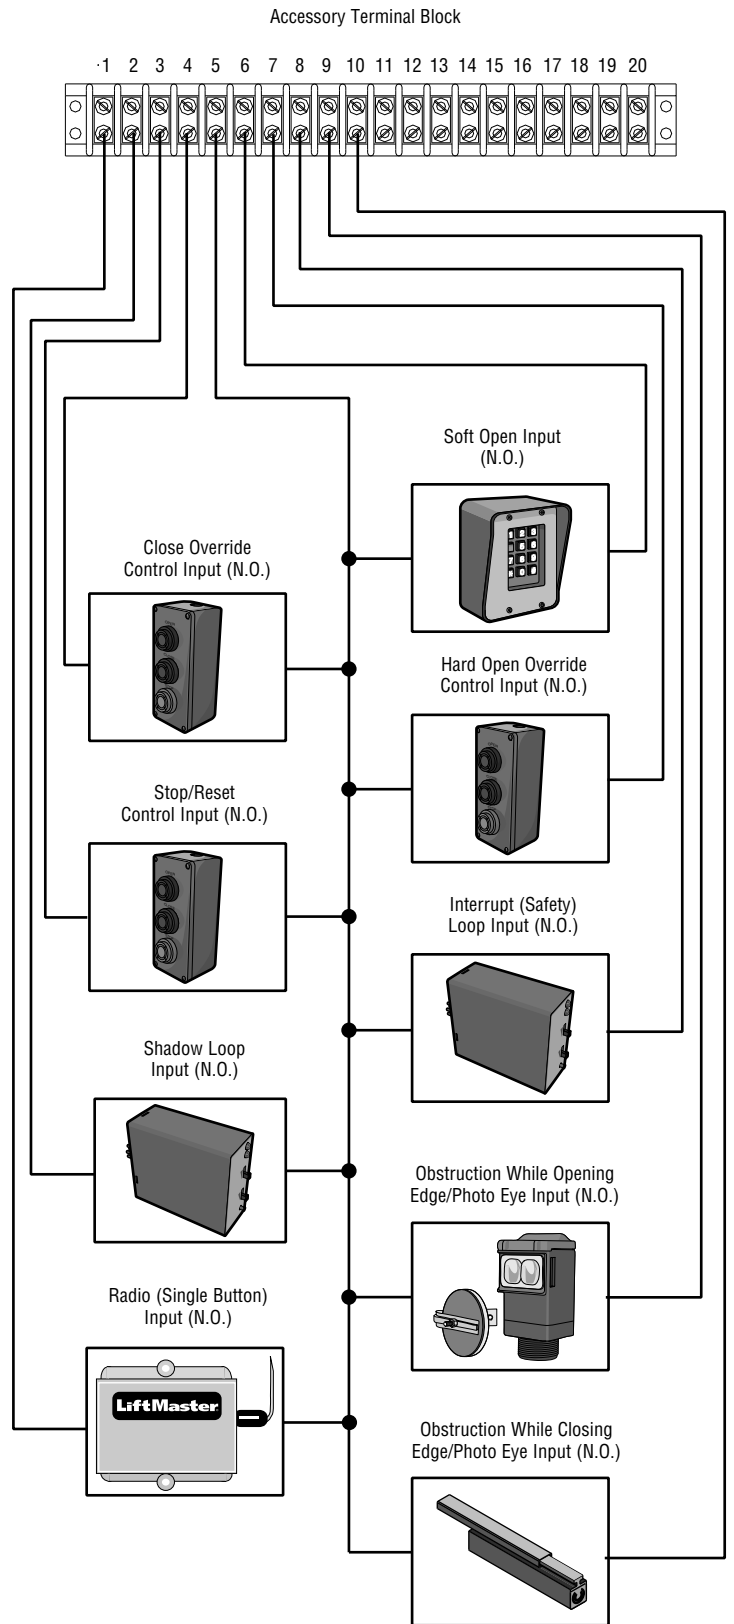 Accessory Terminal Block
·1 2 3 4 5 6 7 8 9 10 11 12 13 14 15 16 17 18 19 20
Soft Open Input
(N.O.)
Close Override
Control Input (N.O.)
Hard Open Override
Control Input (N.O.)
Stop/Reset
Control Input (N.O.)
Interrupt (Safety)
Loop Input (N.O.)
Shadow Loop
Input (N.O.)
Obstruction While Opening
Edge/Photo Eye Input (N.O.)
Radio (Single Button)
Input (N.O.)
LiftMaster
Obstruction While Closing
Edge/Photo Eye Input (N.O.)